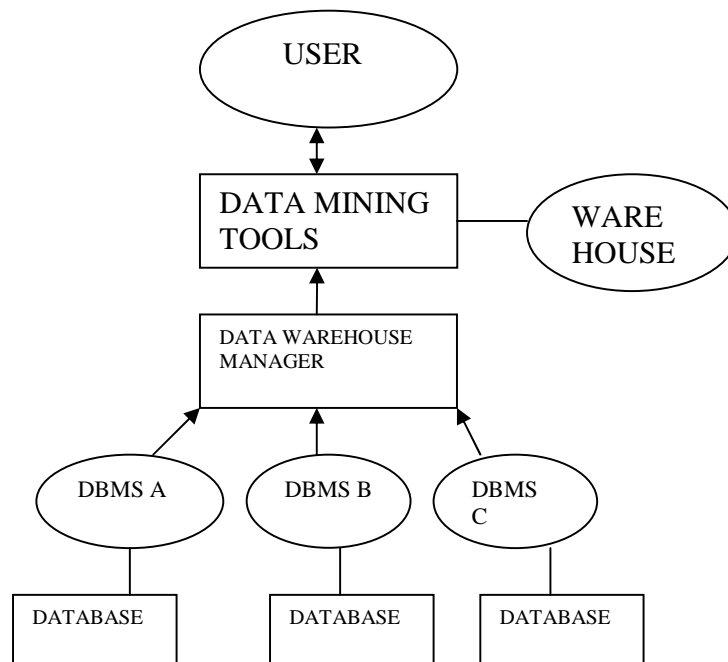 USER
DATA MINING
TOOLS
WARE
HOUSE
DATA WAREHOUSE
MANAGER
DBMS A
DBMS B
DBMS
C
DATABASE
DATABASE
DATABASE